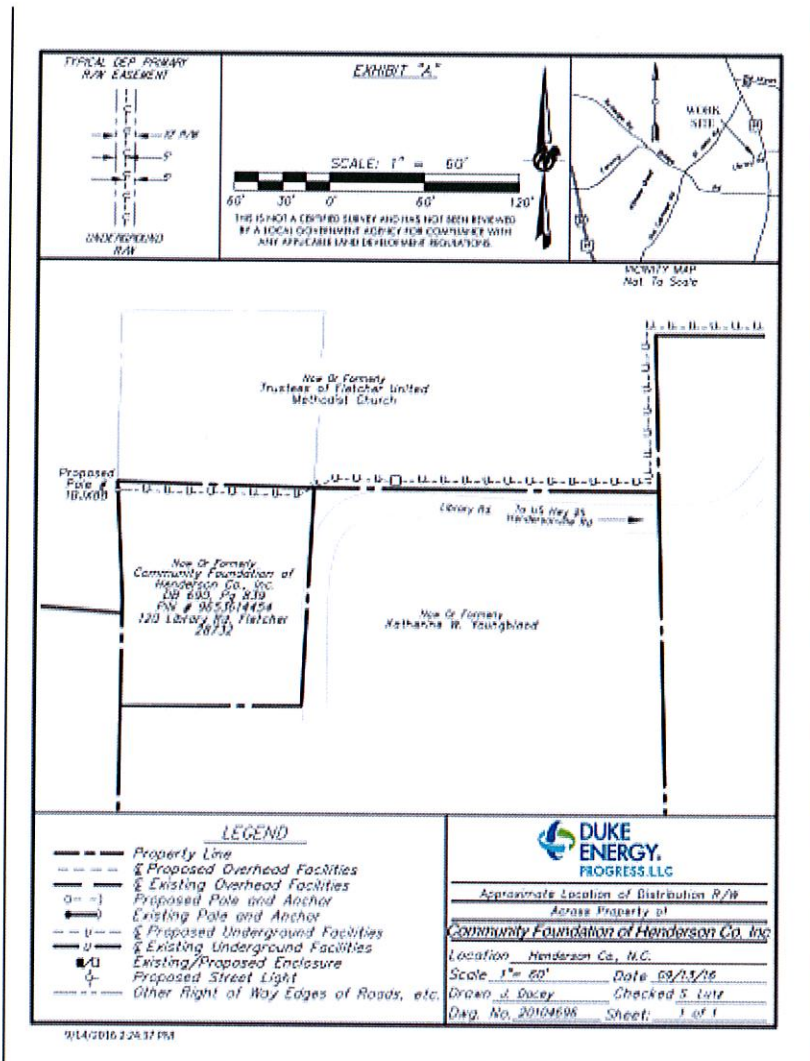 TYPICAL DEP PRIMARY
R/W EASEMENT
10' R/W
5'
5'
UNDERGROUND
R/W
EXHIBIT "A"
SCALE: 1" = 60'
60' 30' 0' 60' 120'
THIS IS NOT A CERTIFIED SURVEY AND HAS NOT BEEN REVIEWED
BY A LOCAL GOVERNMENT AGENCY FOR COMPLIANCE WITH
ANY APPLICABLE LAND DEVELOPMENT REGULATIONS.
WORK
SITE
Library Rd
VICINITY MAP
Not To Scale
Now Or Formerly
Trustees of Fletcher United
Methodist Church
Proposed
Pole #
Library Rd
To US Hwy 25
Hendersonville Rd
Now Or Formerly
Community Foundation of
Henderson Co., Inc.
DB 699, Pg 839
PIN # 9653614454
120 Library Rd, Fletcher
28732
Now Or Formerly
Katharine W. Youngblood
LEGEND
Property Line
℄ Proposed Overhead Facilities
℄ Existing Overhead Facilities
Proposed Pole and Anchor
Existing Pole and Anchor
℄ Proposed Underground Facilities
℄ Existing Underground Facilities
Existing/Proposed Enclosure
Proposed Street Light
Other Right of Way Edges of Roads, etc.
DUKE
ENERGY®
PROGRESS, LLC
Approximate Location of Distribution R/W
Across Property of
Community Foundation of Henderson Co, Inc
Location Henderson Co., N.C.
Scale 1"= 60' Date 09/13/16
Drawn J. Dacey Checked S. Lutz
Dwg. No. 20104696 Sheet: 1 of 1
9/14/2016 2:24:37 PM